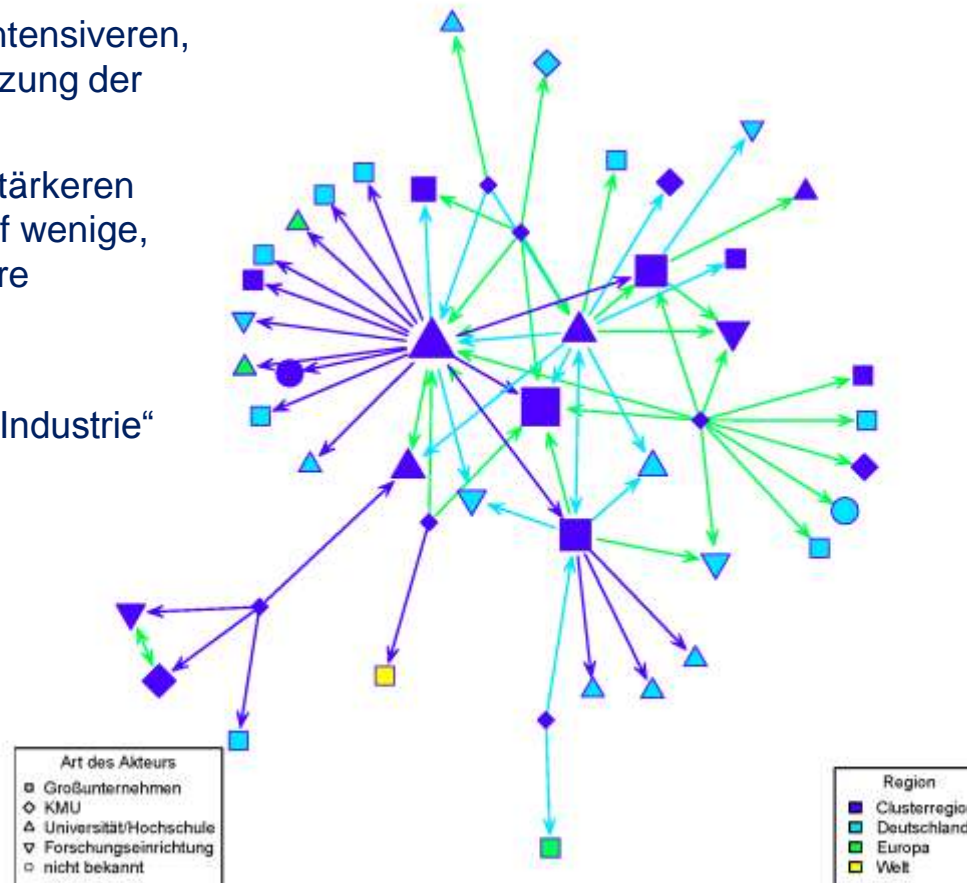 ntensiveren,
zung der
tärkeren
f wenige,
re
Industrie“
Art des Akteurs
Großunternehmen
KMU
Universität/Hochschule
Forschungseinrichtung
nicht bekannt
Region
Clusterregion
Deutschland
Europa
Welt